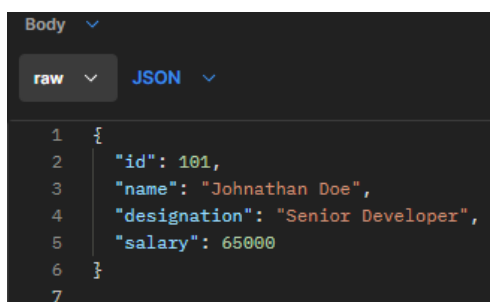 Body
raw JSON
1 {
2 "id": 101,
3 "name": "Johnathan Doe",
4 "designation": "Senior Developer",
5 "salary": 65000
6 }
7